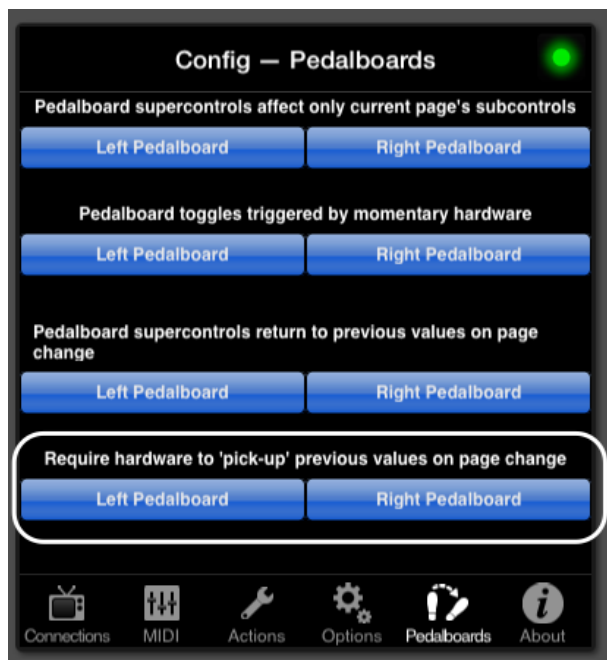 Config — Pedalboards
Pedalboard supercontrols affect only current page's subcontrols
Left Pedalboard
Right Pedalboard
Pedalboard toggles triggered by momentary hardware
Left Pedalboard
Right Pedalboard
Pedalboard supercontrols return to previous values on page
change
Left Pedalboard
Right Pedalboard
Require hardware to 'pick-up' previous values on page change
Left Pedalboard
Right Pedalboard
Connections
MIDI
Actions
Options
Pedalboards
About